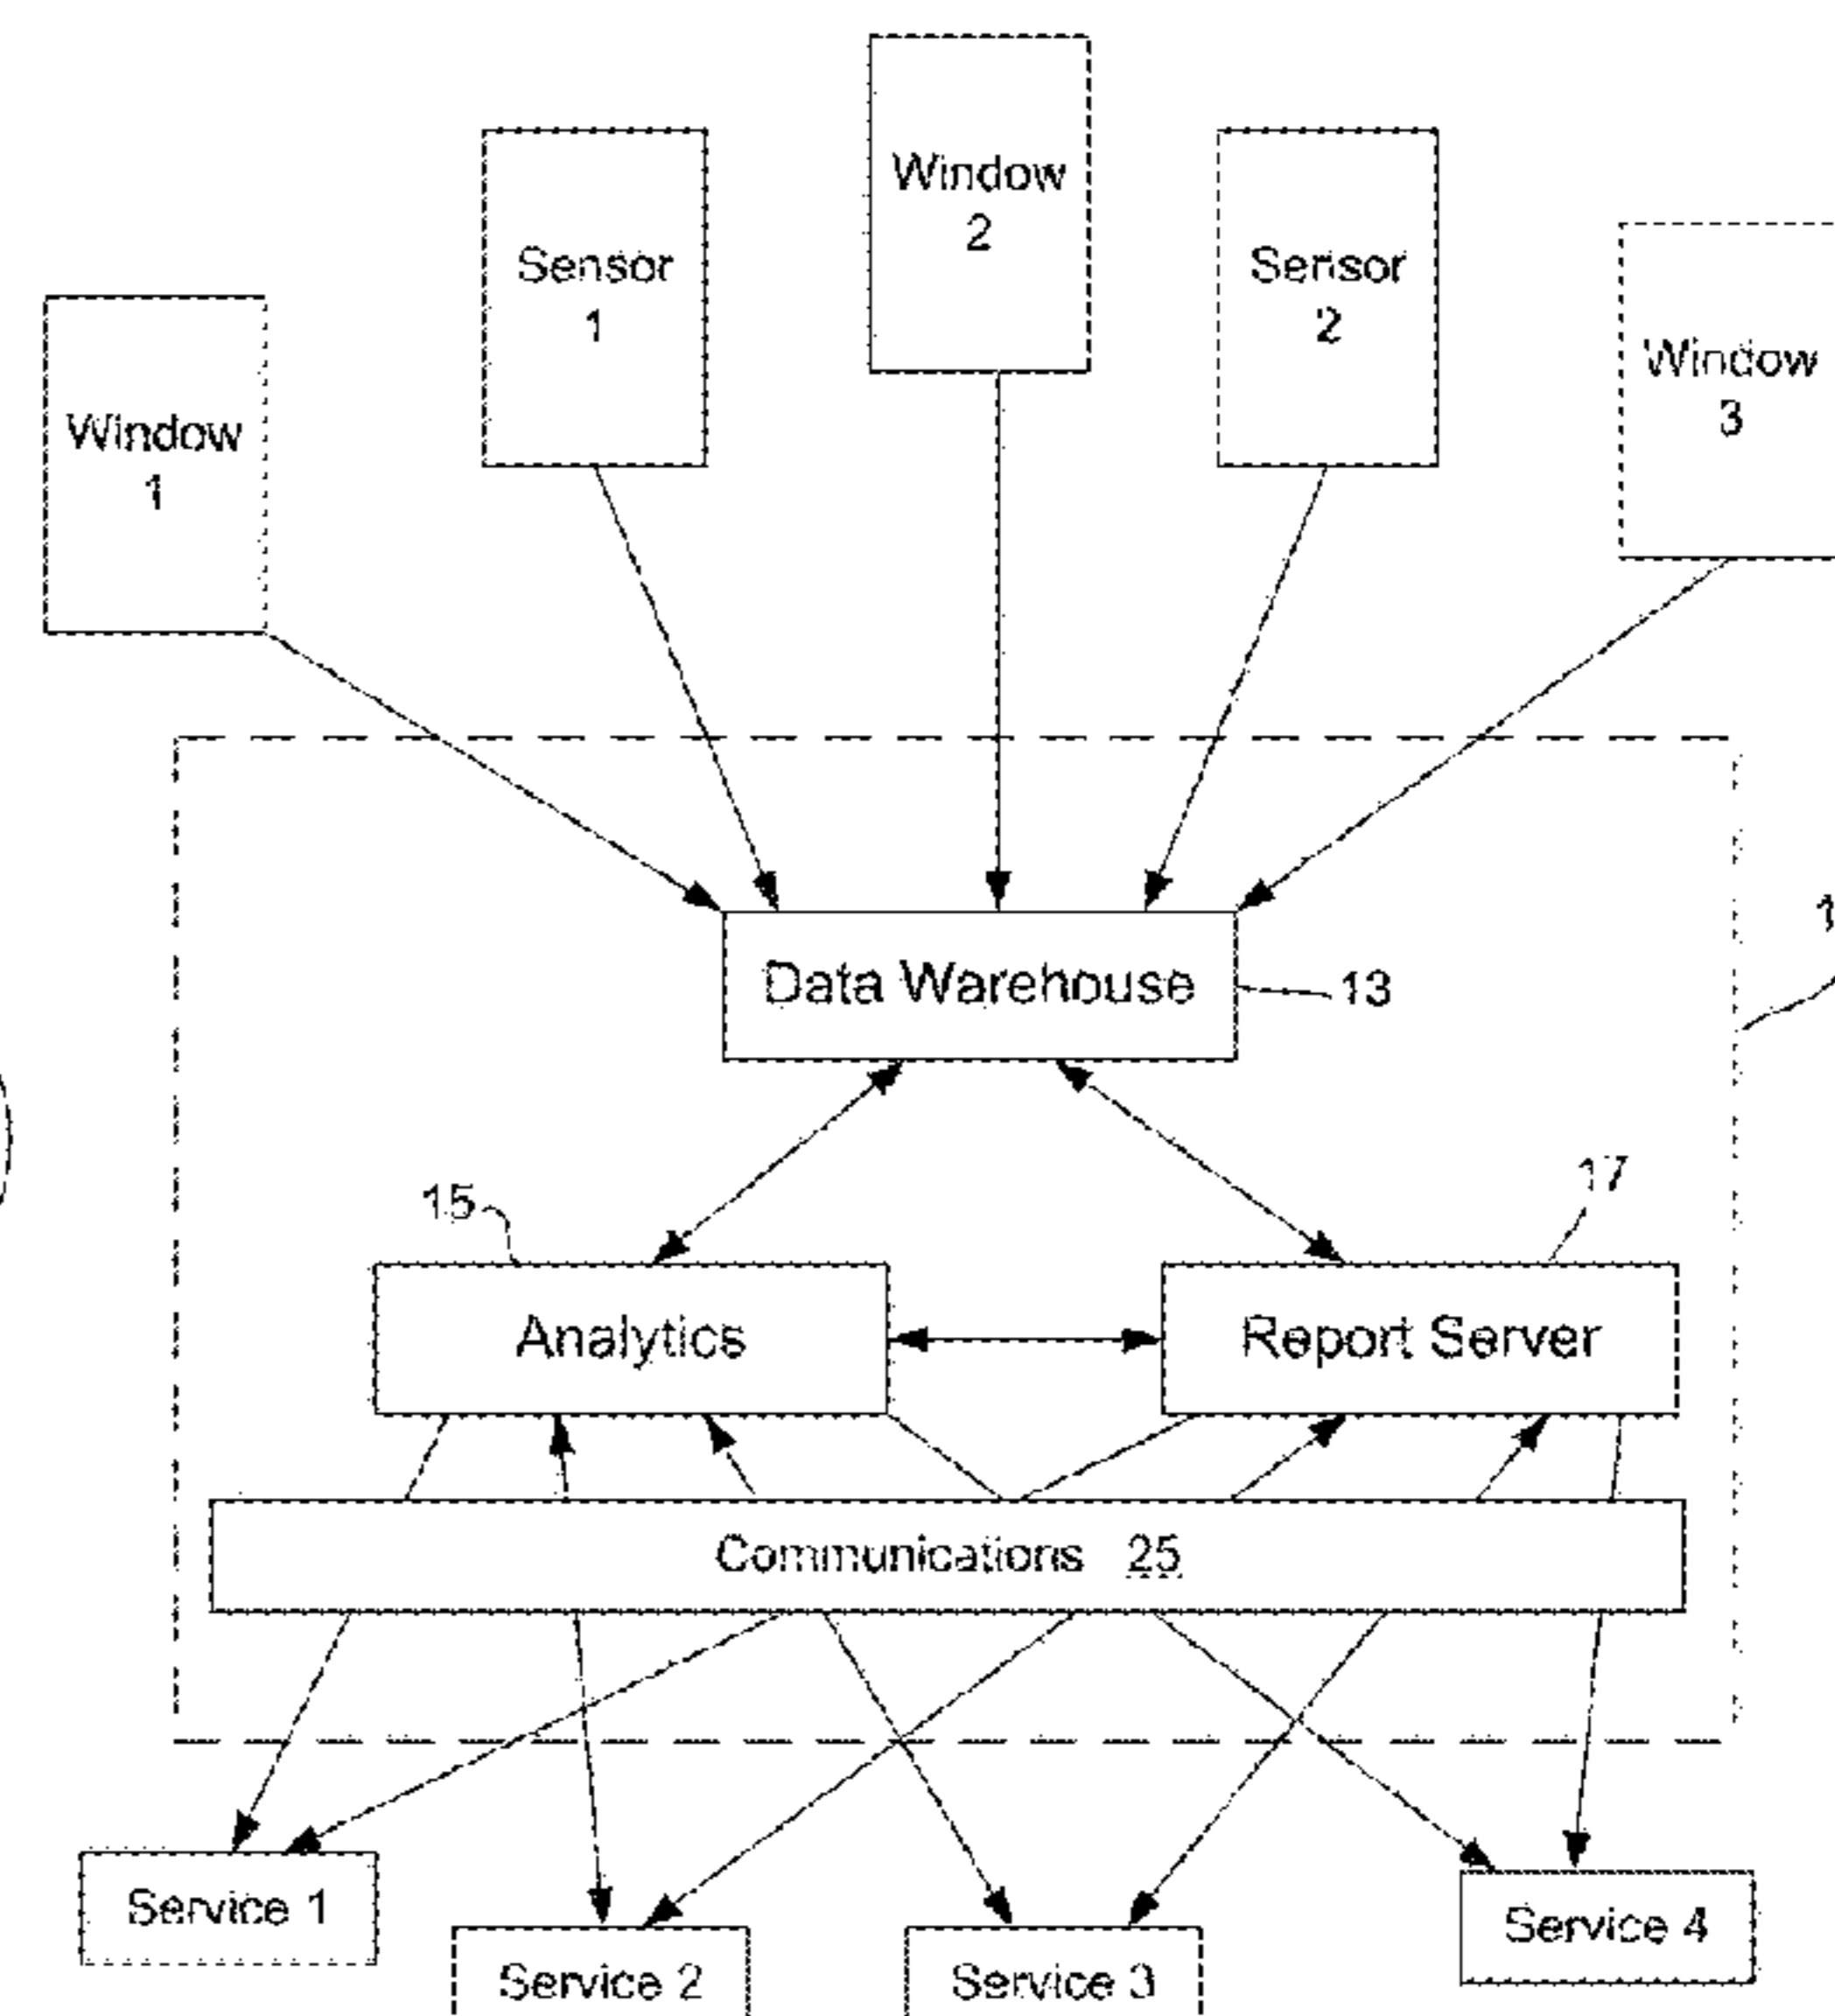 Window
2
Sensor
1
Sensor
2
Window
3
Window
1
Data Warehouse
13
15
17
Analytics
Report Server
Communications 25
Service 1
Service 4
Service 2
Service 3